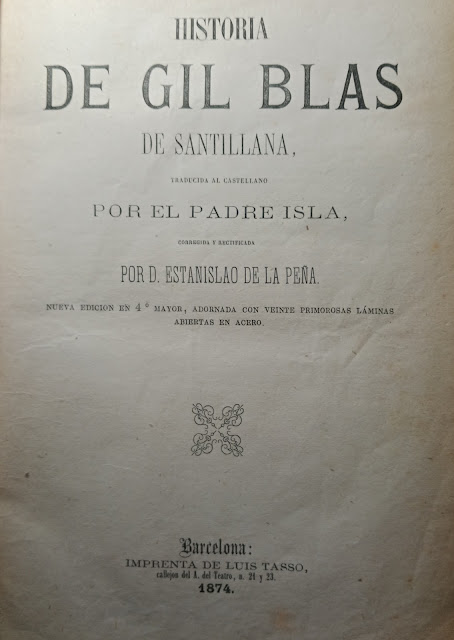 HISTORIA
DE GIL BLAS
DE SANTILLANA,
TRADUCIDA AL CASTELLANO
POR EL PADRE ISLA,
CORREGIDA Y RECTIFICADA
POR D. ESTANISLAO DE LA PEÑA.
NUEVA EDICION EN 4º MAYOR, ADORNADA CON VEINTE PRIMOROSAS LÁMINAS
ABIERTAS EN ACERO.
Barcelona:
IMPRENTA DE LUIS TASSO,
callejon del A. del Teatro, n. 21 y 23.
1874.